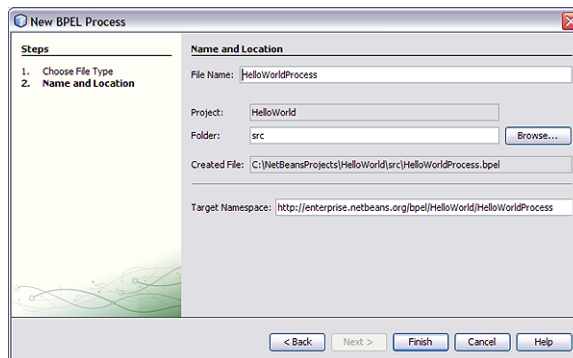 New BPEL Process
Steps
1. Choose File Type
2. Name and Location
Name and Location
File Name: HelloWorldProcess
Project: HelloWorld
Folder: src Browse...
Created File: C:\NetBeansProjects\HelloWorld\src\HelloWorldProcess.bpel
Target Namespace: http://enterprise.netbeans.org/bpel/HelloWorld/HelloWorldProcess
< Back Next > Finish Cancel Help